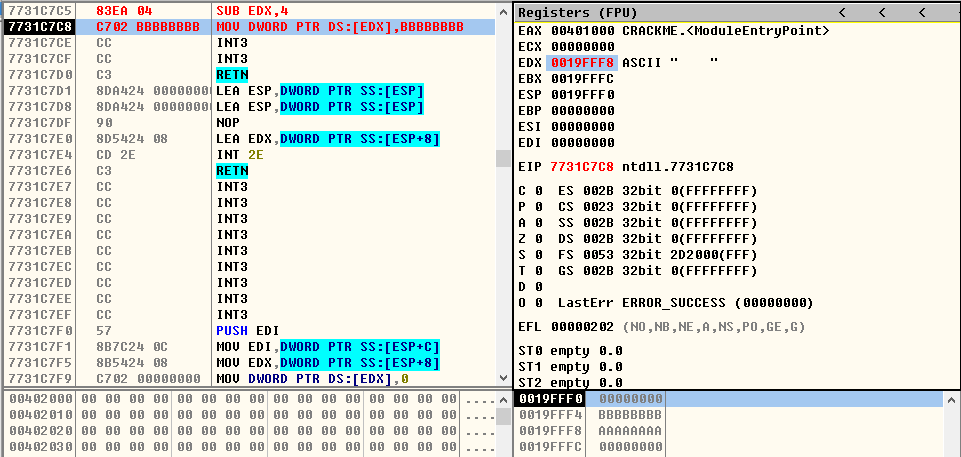 7731C7C5 83EA 04 SUB EDX,4
7731C7C8 C702 BBBBBBBB MOV DWORD PTR DS:[EDX],BBBBBBBB
7731C7CE CC INT3
7731C7CF CC INT3
7731C7D0 C3 RETN
7731C7D1 8DA424 00000000 LEA ESP,DWORD PTR SS:[ESP]
7731C7D8 8DA424 00000000 LEA ESP,DWORD PTR SS:[ESP]
7731C7DF 90 NOP
7731C7E0 8D5424 08 LEA EDX,DWORD PTR SS:[ESP+8]
7731C7E4 CD 2E INT 2E
7731C7E6 C3 RETN
7731C7E7 CC INT3
7731C7E8 CC INT3
7731C7E9 CC INT3
7731C7EA CC INT3
7731C7EB CC INT3
7731C7EC CC INT3
7731C7ED CC INT3
7731C7EE CC INT3
7731C7EF CC INT3
7731C7F0 57 PUSH EDI
7731C7F1 8B7C24 0C MOV EDI,DWORD PTR SS:[ESP+C]
7731C7F5 8B5424 08 MOV EDX,DWORD PTR SS:[ESP+8]
7731C7F9 C702 00000000 MOV DWORD PTR DS:[EDX],0
Registers (FPU) < < < <
EAX 00401000 CRACKME.<ModuleEntryPoint>
ECX 00000000
EDX 0019FFF8 ASCII "    "
EBX 0019FFFC
ESP 0019FFF0
EBP 00000000
ESI 00000000
EDI 00000000
EIP 7731C7C8 ntdll.7731C7C8
C 0 ES 002B 32bit 0(FFFFFFFF)
P 0 CS 0023 32bit 0(FFFFFFFF)
A 0 SS 002B 32bit 0(FFFFFFFF)
Z 0 DS 002B 32bit 0(FFFFFFFF)
S 0 FS 0053 32bit 2D2000(FFF)
T 0 GS 002B 32bit 0(FFFFFFFF)
D 0
O 0 LastErr ERROR_SUCCESS (00000000)
EFL 00000202 (NO,NB,NE,A,NS,PO,GE,G)
ST0 empty 0.0
ST1 empty 0.0
ST2 empty 0.0
00402000 00 00 00 00 00 00 00 00 00 00 00 00 00 00 00 00 ....
00402010 00 00 00 00 00 00 00 00 00 00 00 00 00 00 00 00 ....
00402020 00 00 00 00 00 00 00 00 00 00 00 00 00 00 00 00 ....
00402030 00 00 00 00 00 00 00 00 00 00 00 00 00 00 00 00 ....
0019FFF0 00000000
0019FFF4 BBBBBBBB
0019FFF8 AAAAAAAA
0019FFFC 00000000